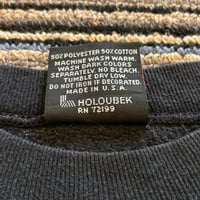 50% POLYESTER 50% COTTON
MACHINE WASH WARM.
WASH DARK COLORS
SEPARATELY. NO BLEACH.
TUMBLE DRY LOW.
DO NOT IRON IF DECORATED.
MADE IN U.S.A.
HOLOUBEK
RN 72199